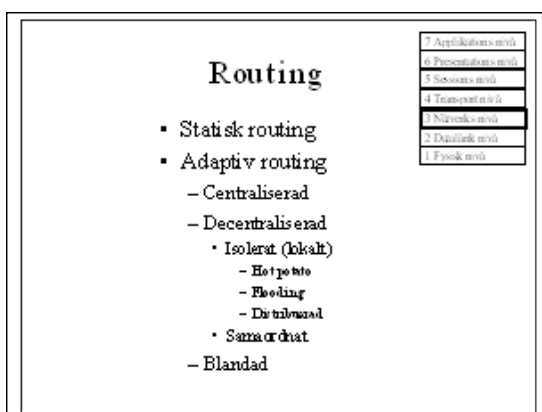 Routing
7 Applikations nivå
6 Presentations nivå
5 Sessions nivå
4 Transport nivå
3 Nätverks nivå
2 Datalänk nivå
1 Fysisk nivå
▪ Statisk routing
▪ Adaptiv routing
– Centraliserad
– Decentraliserad
▪ Isolerat (lokalt)
– Hot potato
– Flooding
– Distribuerad
▪ Samordnat
– Blandad